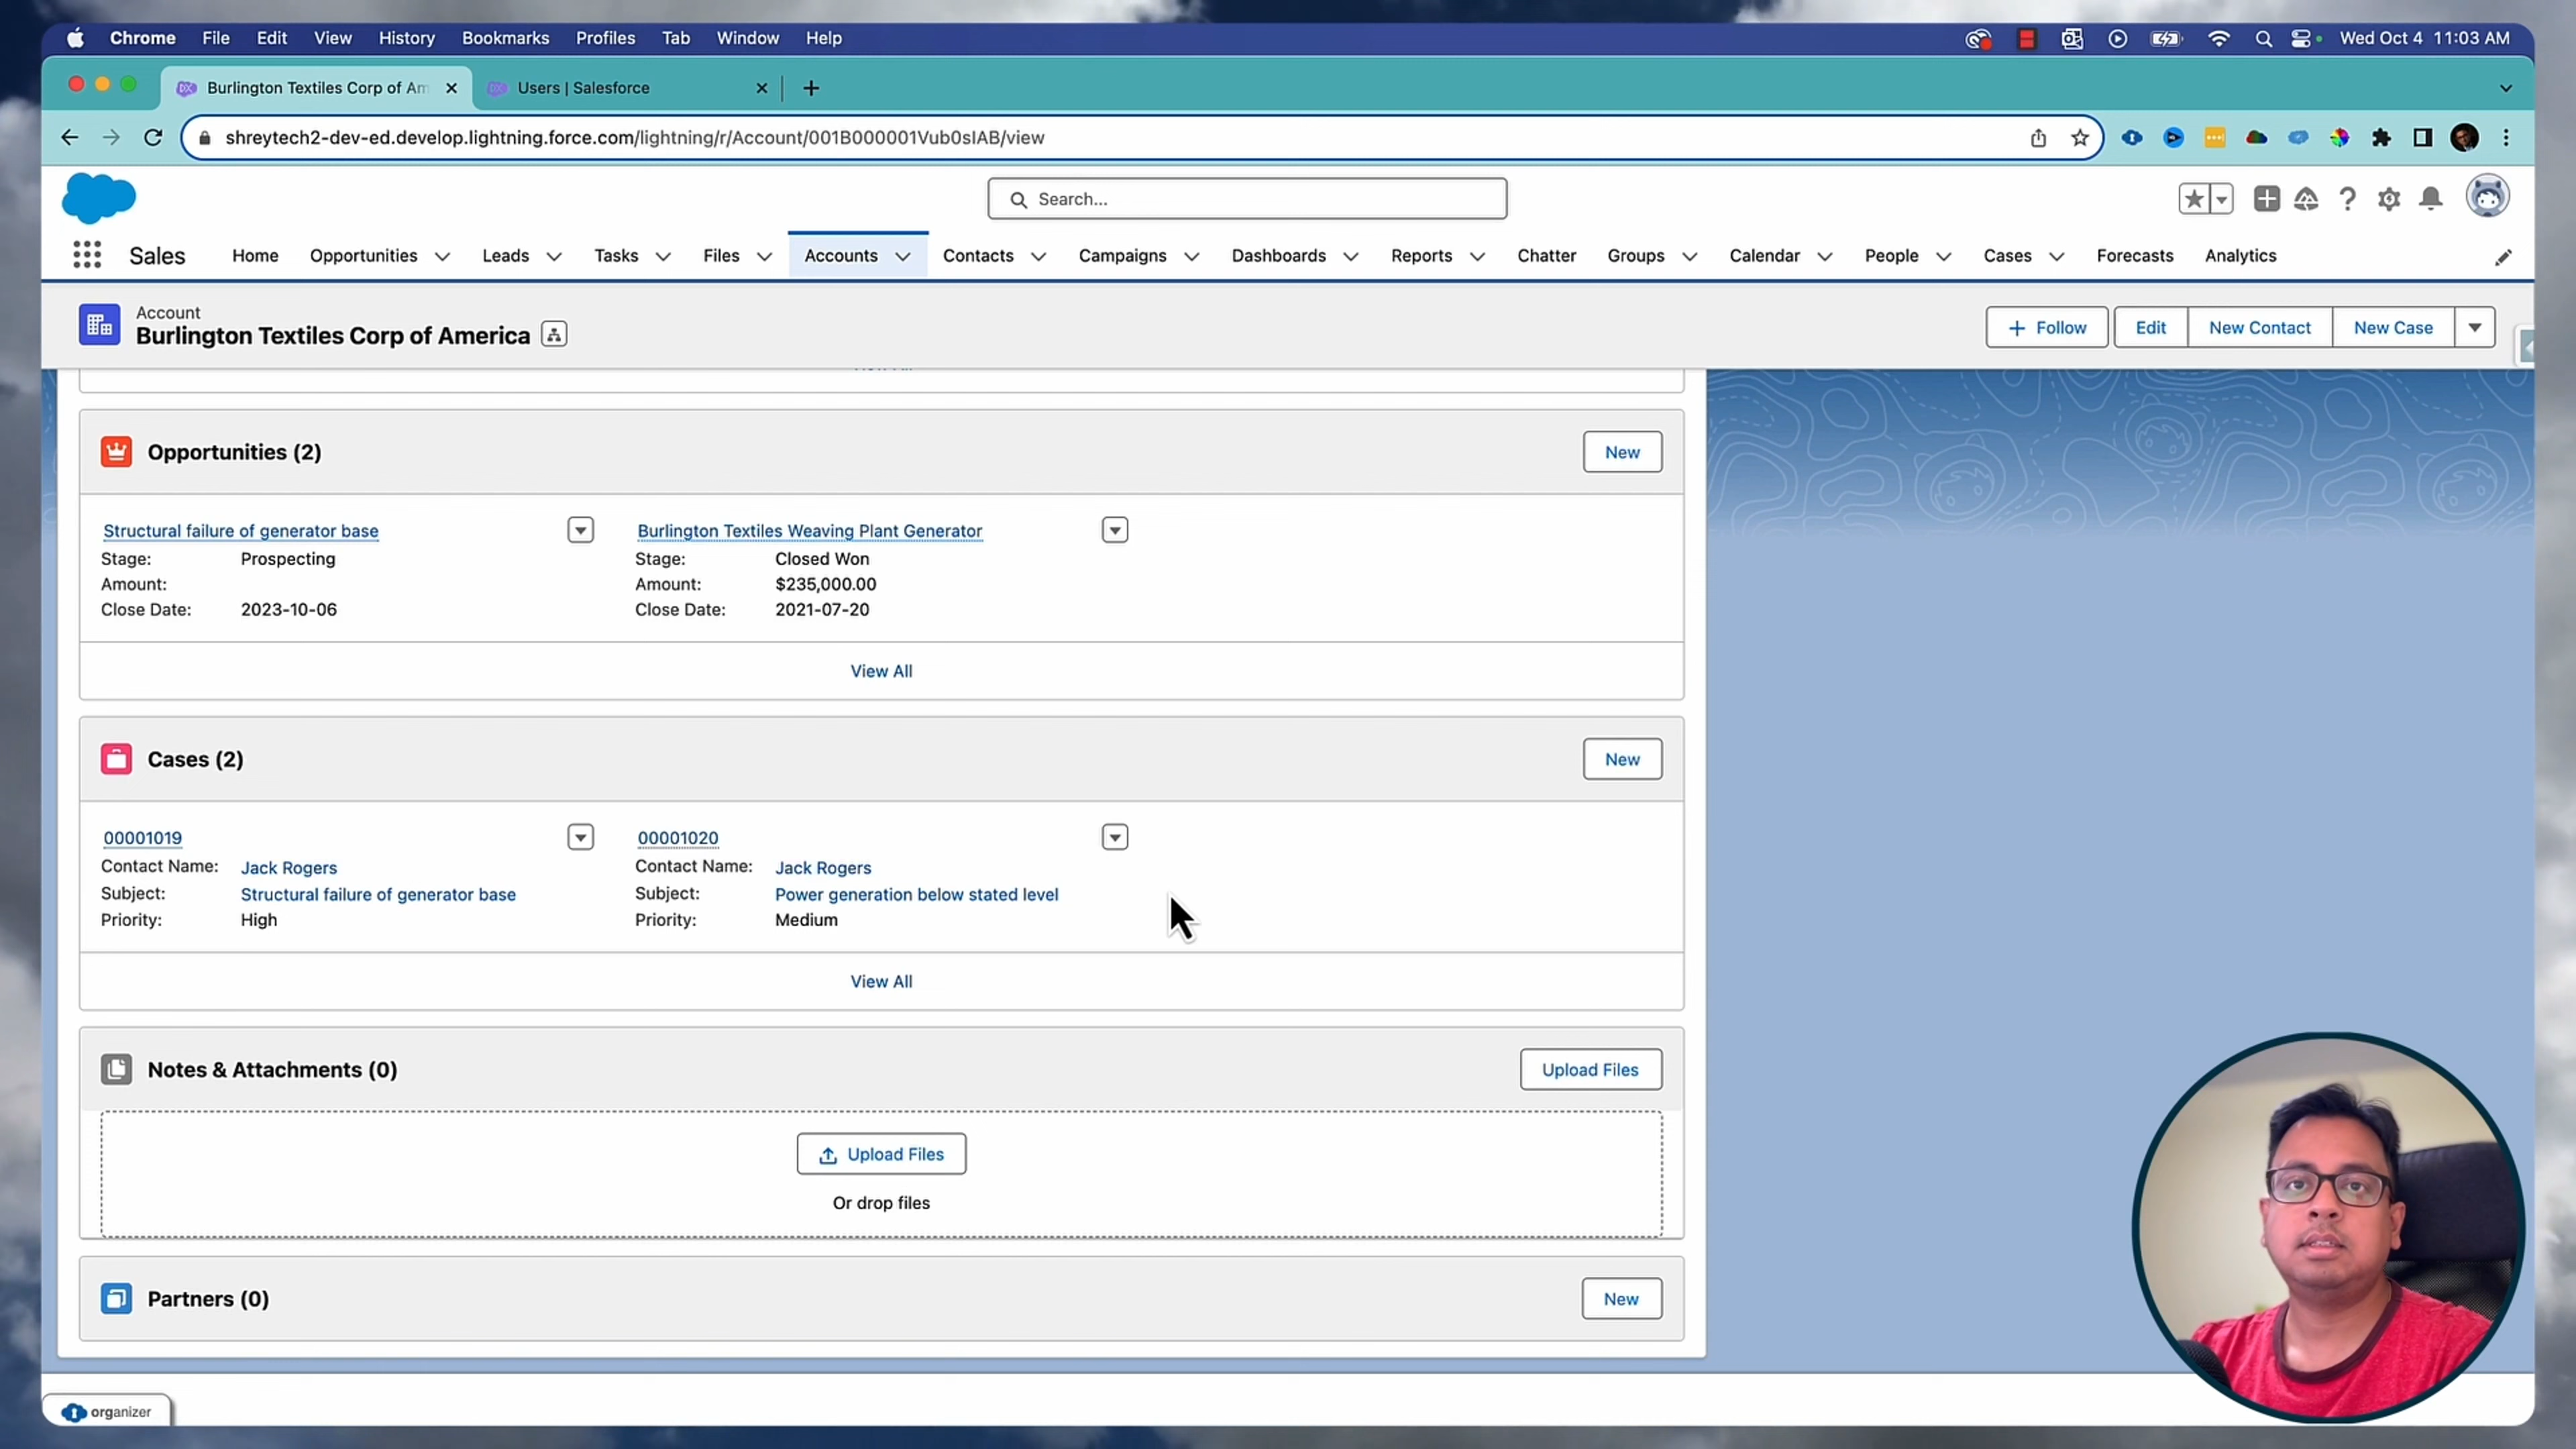 Chrome File Edit View History Bookmarks Profiles Tab Window Help Wed Oct 4 11:03 AM
Burlington Textiles Corp of Am Users | Salesforce
shreytech2-dev-ed.develop.lightning.force.com/lightning/r/Account/001B000001Vub0sIAB/view
Search...
Sales Home Opportunities Leads Tasks Files Accounts Contacts Campaigns Dashboards Reports Chatter Groups Calendar People Cases Forecasts Analytics
Account
Burlington Textiles Corp of America
Follow Edit New Contact New Case
Opportunities (2) New
Structural failure of generator base Burlington Textiles Weaving Plant Generator
Stage: Prospecting Stage: Closed Won
Amount: Amount: $235,000.00
Close Date: 2023-10-06 Close Date: 2021-07-20
View All
Cases (2) New
00001019 00001020
Contact Name: Jack Rogers Contact Name: Jack Rogers
Subject: Structural failure of generator base Subject: Power generation below stated level
Priority: High Priority: Medium
View All
Notes & Attachments (0) Upload Files
Upload Files
Or drop files
Partners (0) New
organizer